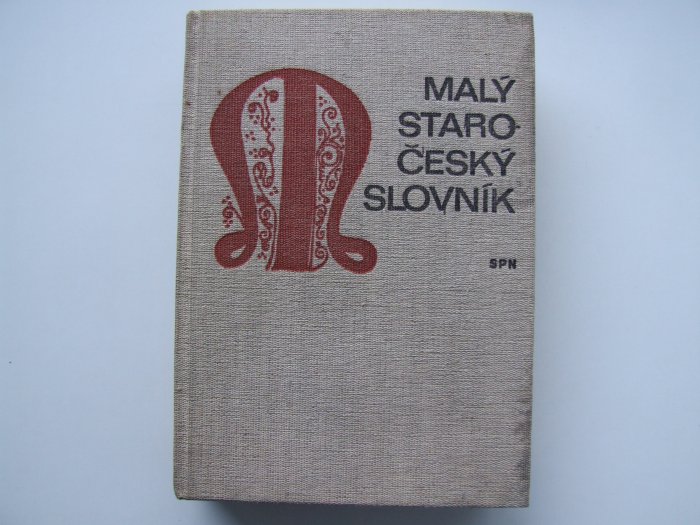 MALÝ
STARO-
ČESKÝ
SLOVNÍK
SPN